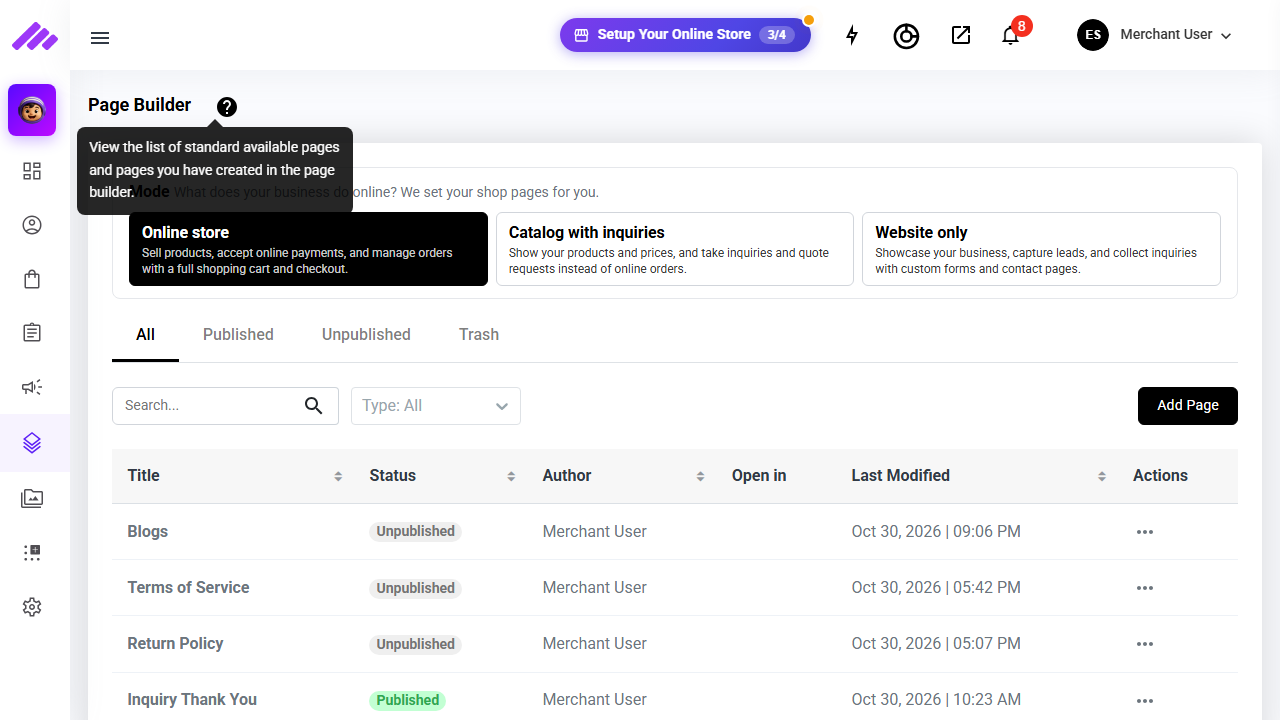 Setup Your Online Store 3/4
8
ES Merchant User
Page Builder ?
View the list of standard available pages
and pages you have created in the page
builder.
Mode What does your business do online? We set your shop pages for you.
Online store
Sell products, accept online payments, and manage orders
with a full shopping cart and checkout.
Catalog with inquiries
Show your products and prices, and take inquiries and quote
requests instead of online orders.
Website only
Showcase your business, capture leads, and collect inquiries
with custom forms and contact pages.
All Published Unpublished Trash
Search... Type: All Add Page
Title Status Author Open in Last Modified Actions
Blogs Unpublished Merchant User Oct 30, 2026 | 09:06 PM
Terms of Service Unpublished Merchant User Oct 30, 2026 | 05:42 PM
Return Policy Unpublished Merchant User Oct 30, 2026 | 05:07 PM
Inquiry Thank You Published Merchant User Oct 30, 2026 | 10:23 AM